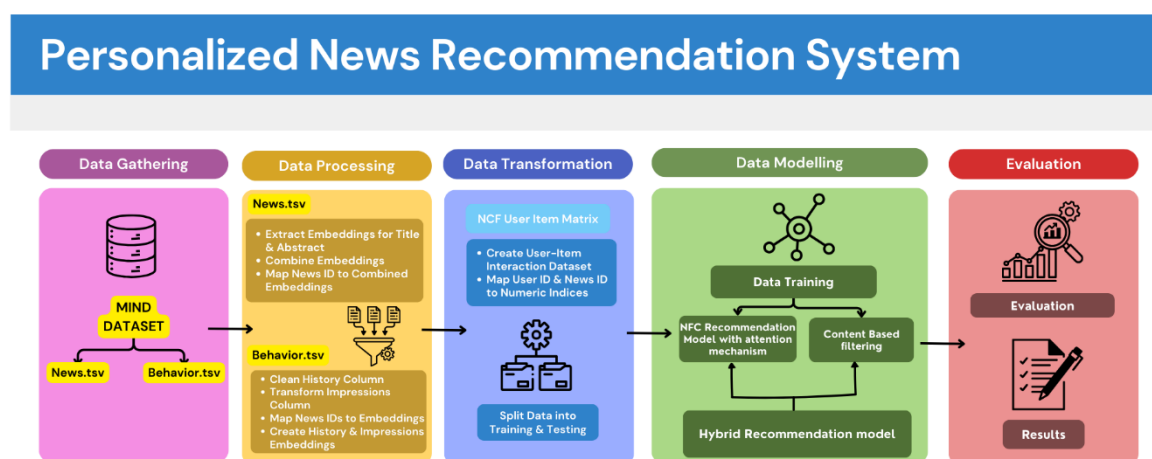 Personalized News Recommendation System
Data Gathering
MIND
DATASET
News.tsv
Behavior.tsv
Data Processing
News.tsv
• Extract Embeddings for Title
& Abstract
• Combine Embeddings
• Map News ID to Combined
Embeddings
Behavior.tsv
• Clean History Column
• Transform Impressions
Column
• Map News IDs to Embeddings
• Create History & Impressions
Embeddings
Data Transformation
NCF User Item Matrix
• Create User-Item
Interaction Dataset
• Map User ID & News ID
to Numeric Indices
Split Data into
Training & Testing
Data Modelling
Data Training
NFC Recommendation
Model with attention
mechanism
Content Based
filtering
Hybrid Recommendation model
Evaluation
Evaluation
Results